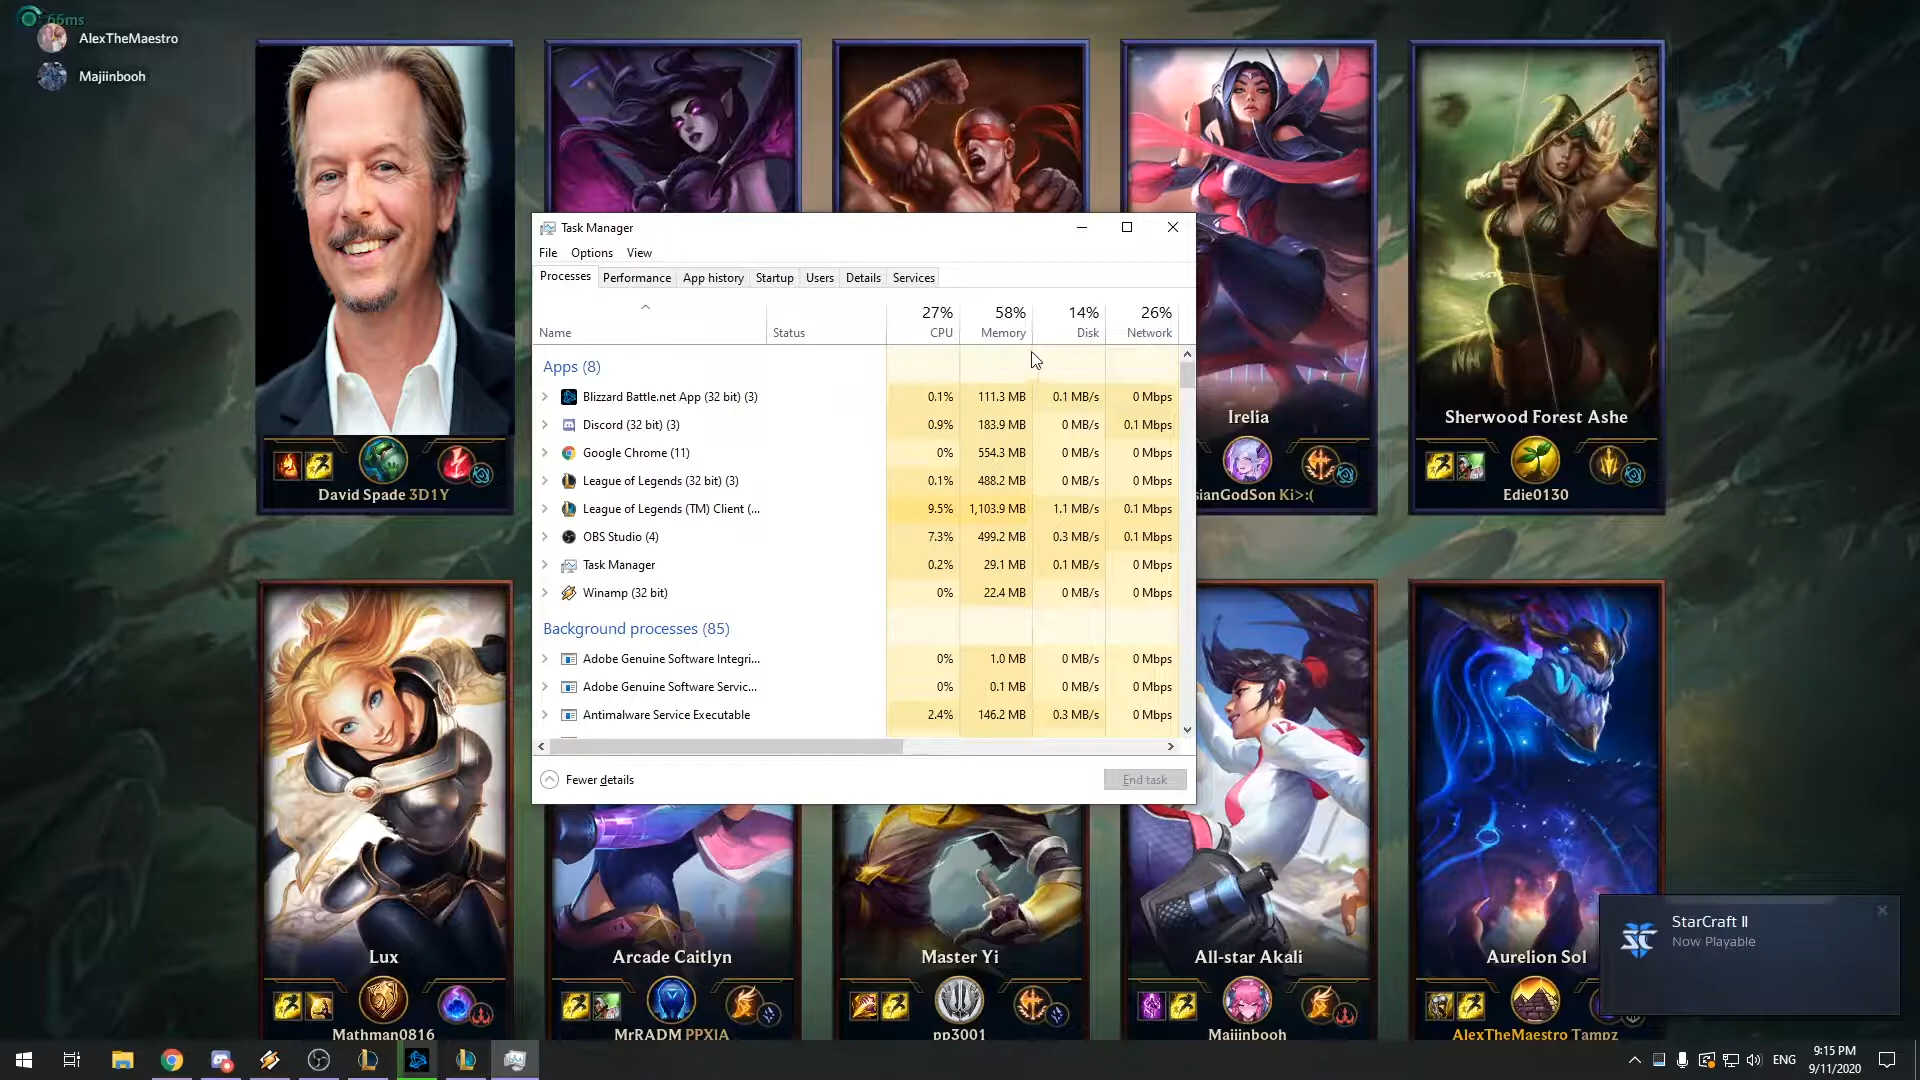 66ms
AlexTheMaestro
Majiinbooh
Task Manager
File Options View
Processes Performance App history Startup Users Details Services
27% 58% 14% 26%
Name Status CPU Memory Disk Network
Apps (8)
Blizzard Battle.net App (32 bit) (3) 0.1% 111.3 MB 0.1 MB/s 0 Mbps
Discord (32 bit) (3) 0.9% 183.9 MB 0 MB/s 0.1 Mbps
Google Chrome (11) 0% 554.3 MB 0 MB/s 0 Mbps
League of Legends (32 bit) (3) 0.1% 488.2 MB 0 MB/s 0 Mbps
League of Legends (TM) Client (... 9.5% 1,103.9 MB 1.1 MB/s 0.1 Mbps
OBS Studio (4) 7.3% 499.2 MB 0.3 MB/s 0.1 Mbps
Task Manager 0.2% 29.1 MB 0.1 MB/s 0 Mbps
Winamp (32 bit) 0% 22.4 MB 0 MB/s 0 Mbps
Background processes (85)
Adobe Genuine Software Integri... 0% 1.0 MB 0 MB/s 0 Mbps
Adobe Genuine Software Servic... 0% 0.1 MB 0 MB/s 0 Mbps
Antimalware Service Executable 2.4% 146.2 MB 0.3 MB/s 0 Mbps
Fewer details
End task
Irelia
Sherwood Forest Ashe
David Spade 3D1Y
sianGodSon Ki>:(
Edie0130
Lux
Arcade Caitlyn
Master Yi
All-star Akali
Aurelion Sol
12
Mathman0816
MrRADM PPXIA
pp3001
Majiinbooh
AlexTheMaestro Tampz
StarCraft II
Now Playable
ENG
9:15 PM
9/11/2020